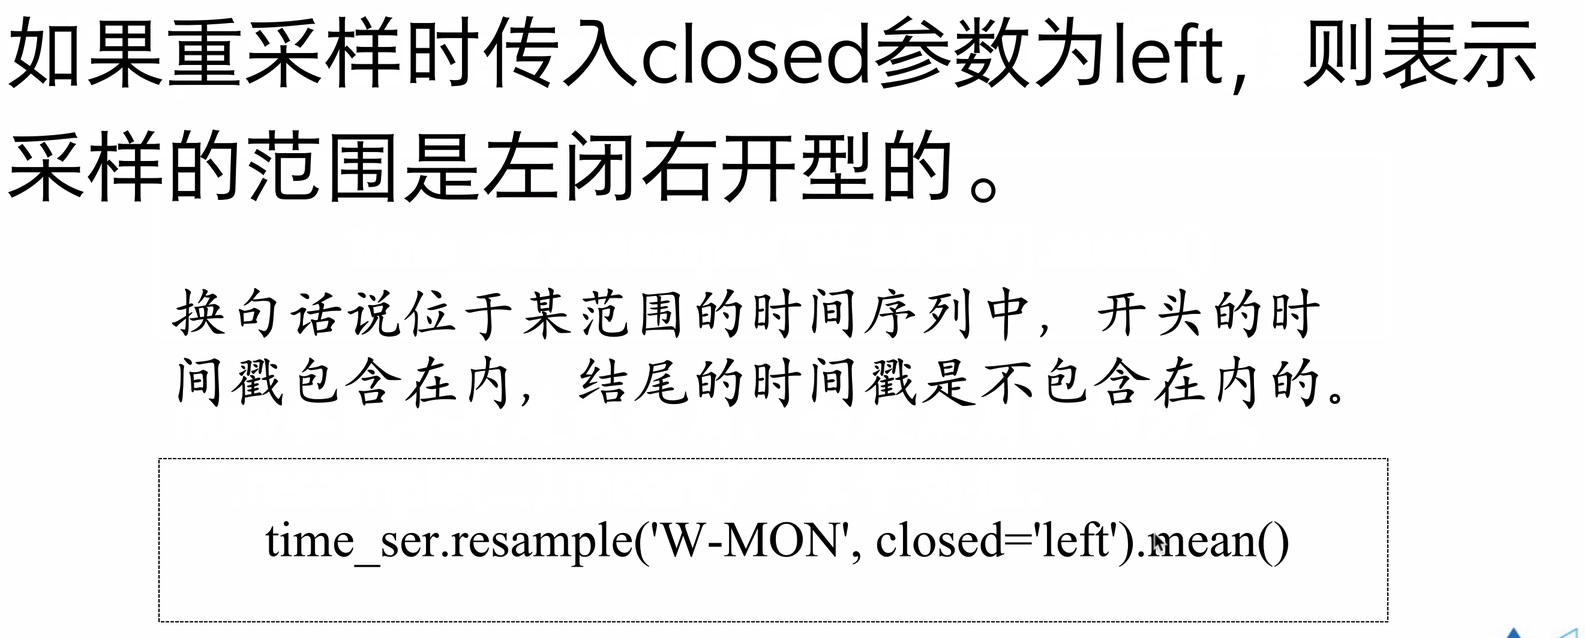 如果重采样时传入closed参数为left，则表示
采样的范围是左闭右开型的。
换句话说位于某范围的时间序列中，开头的时
间戳包含在内，结尾的时间戳是不包含在内的。
time_ser.resample('W-MON', closed='left').mean()